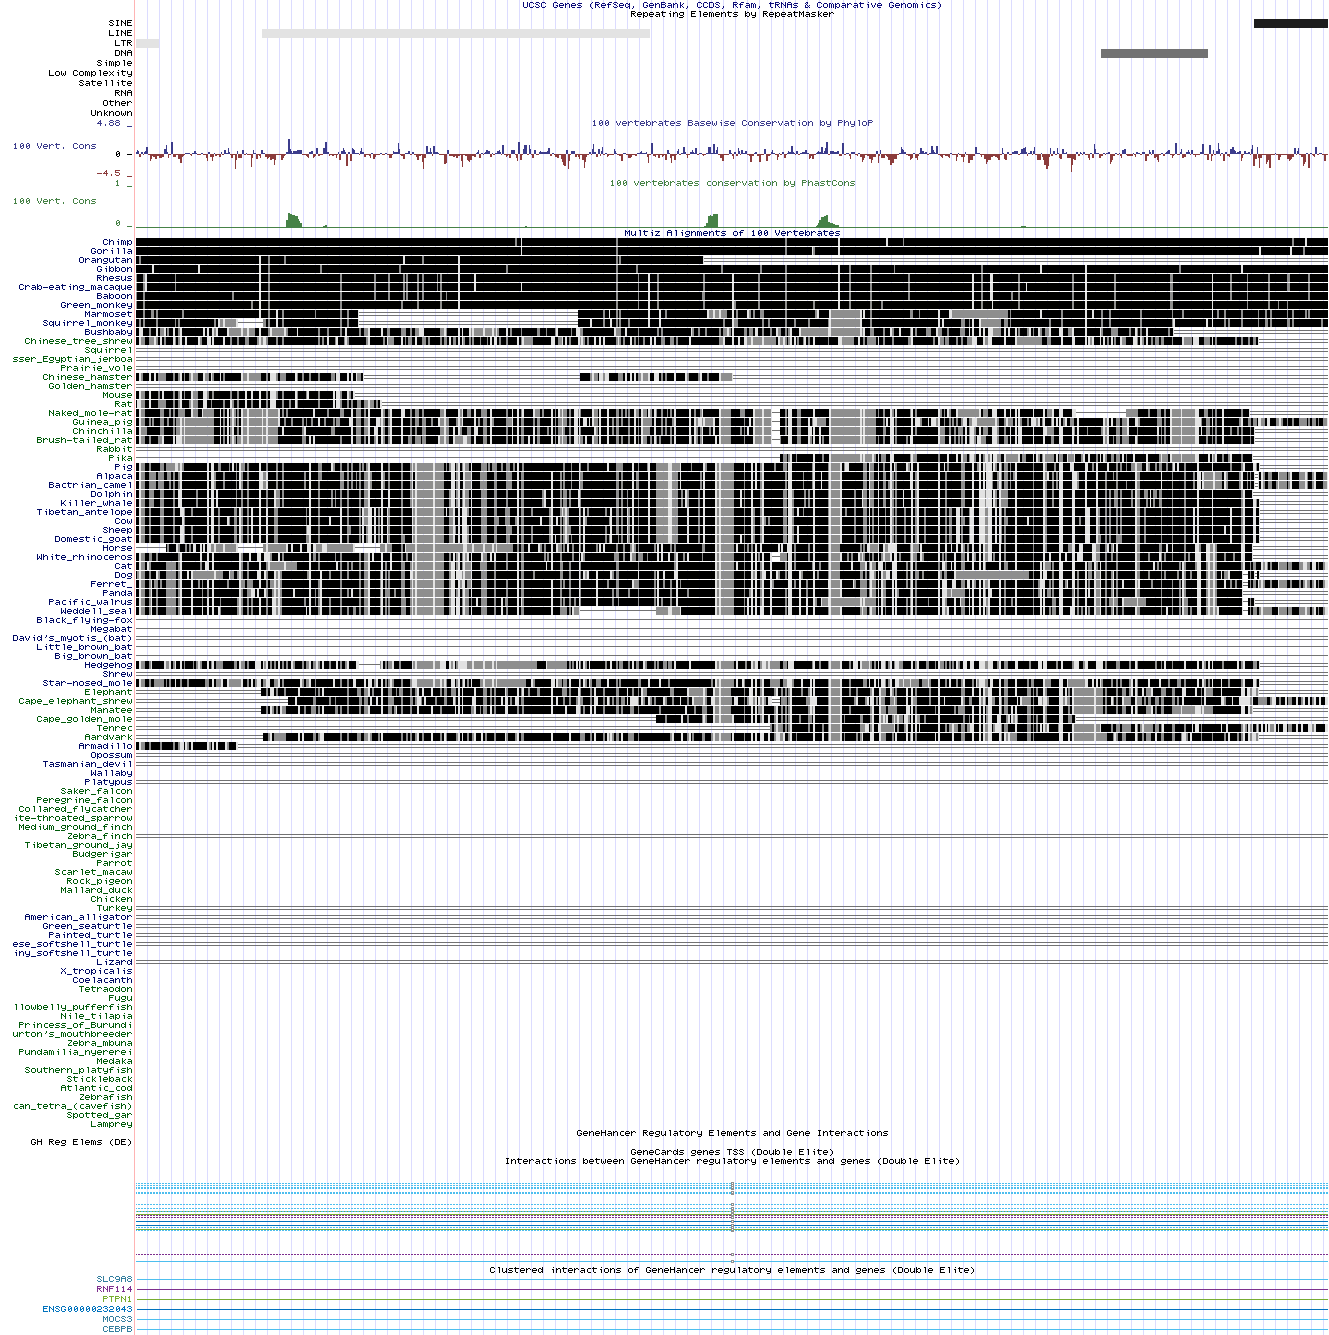 UCSC Genes (RefSeq, GenBank, CCDS, Rfam, tRNAs & Comparative Genomics)
Repeating Elements by RepeatMasker
SINE
LINE
LTR
DNA
Simple
Low Complexity
Satellite
RNA
Other
Unknown
4.88 _
100 vertebrates Basewise Conservation by PhyloP
100 Vert. Cons
0 _
-4.5 _
100 vertebrates conservation by PhastCons
1 _
100 Vert. Cons
0 _
Multiz Alignments of 100 Vertebrates
Chimp
Gorilla
Orangutan
Gibbon
Rhesus
Crab-eating_macaque
Baboon
Green_monkey
Marmoset
Squirrel_monkey
Bushbaby
Chinese_tree_shrew
Squirrel
sser_Egyptian_jerboa
Prairie_vole
Chinese_hamster
Golden_hamster
Mouse
Rat
Naked_mole-rat
Guinea_pig
Chinchilla
Brush-tailed_rat
Rabbit
Pika
Pig
Alpaca
Bactrian_camel
Dolphin
Killer_whale
Tibetan_antelope
Cow
Sheep
Domestic_goat
Horse
White_rhinoceros
Cat
Dog
Ferret_
Panda
Pacific_walrus
Weddell_seal
Black_flying-fox
Megabat
David's_myotis_(bat)
Little_brown_bat
Big_brown_bat
Hedgehog
Shrew
Star-nosed_mole
Elephant
Cape_elephant_shrew
Manatee
Cape_golden_mole
Tenrec
Aardvark
Armadillo
Opossum
Tasmanian_devil
Wallaby
Platypus
Saker_falcon
Peregrine_falcon
Collared_flycatcher
ite-throated_sparrow
Medium_ground_finch
Zebra_finch
Tibetan_ground_jay
Budgerigar
Parrot
Scarlet_macaw
Rock_pigeon
Mallard_duck
Chicken
Turkey
American_alligator
Green_seaturtle
Painted_turtle
ese_softshell_turtle
iny_softshell_turtle
Lizard
X_tropicalis
Coelacanth
Tetraodon
Fugu
llowbelly_pufferfish
Nile_tilapia
Princess_of_Burundi
urton's_mouthbreeder
Zebra_mbuna
Pundamilia_nyererei
Medaka
Southern_platyfish
Stickleback
Atlantic_cod
Zebrafish
can_tetra_(cavefish)
Spotted_gar
Lamprey
GeneHancer Regulatory Elements and Gene Interactions
GH Reg Elems (DE)
GeneCards genes TSS (Double Elite)
Interactions between GeneHancer regulatory elements and genes (Double Elite)
Clustered interactions of GeneHancer regulatory elements and genes (Double Elite)
SLC9A8
RNF114
PTPN1
ENSG00000232043
MOCS3
CEBPB